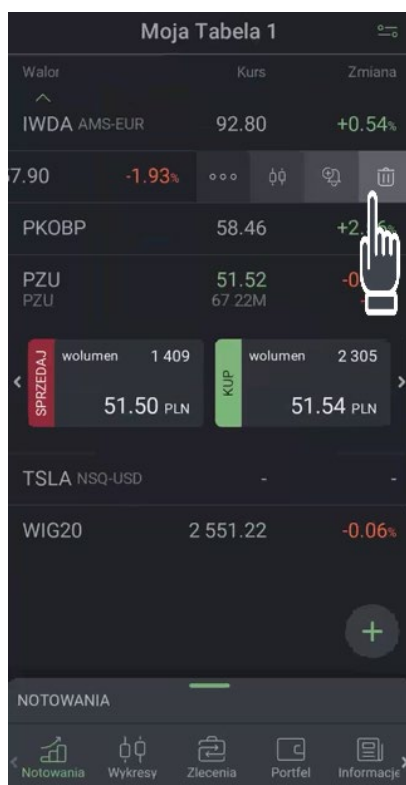 Moja Tabela 1
Walor Kurs Zmiana
IWDA AMS-EUR 92.80 +0.54%
7.90 -1.93%
PKOBP 58.46
PZU 51.52
PZU 67 22M
SPRZEDAJ wolumen 1 409
51.50 PLN
KUP wolumen 2 305
51.54 PLN
TSLA NSQ-USD - -
WIG20 2 551.22 -0.06%
+
NOTOWANIA
Notowania Wykresy Zlecenia Portfel Informacje